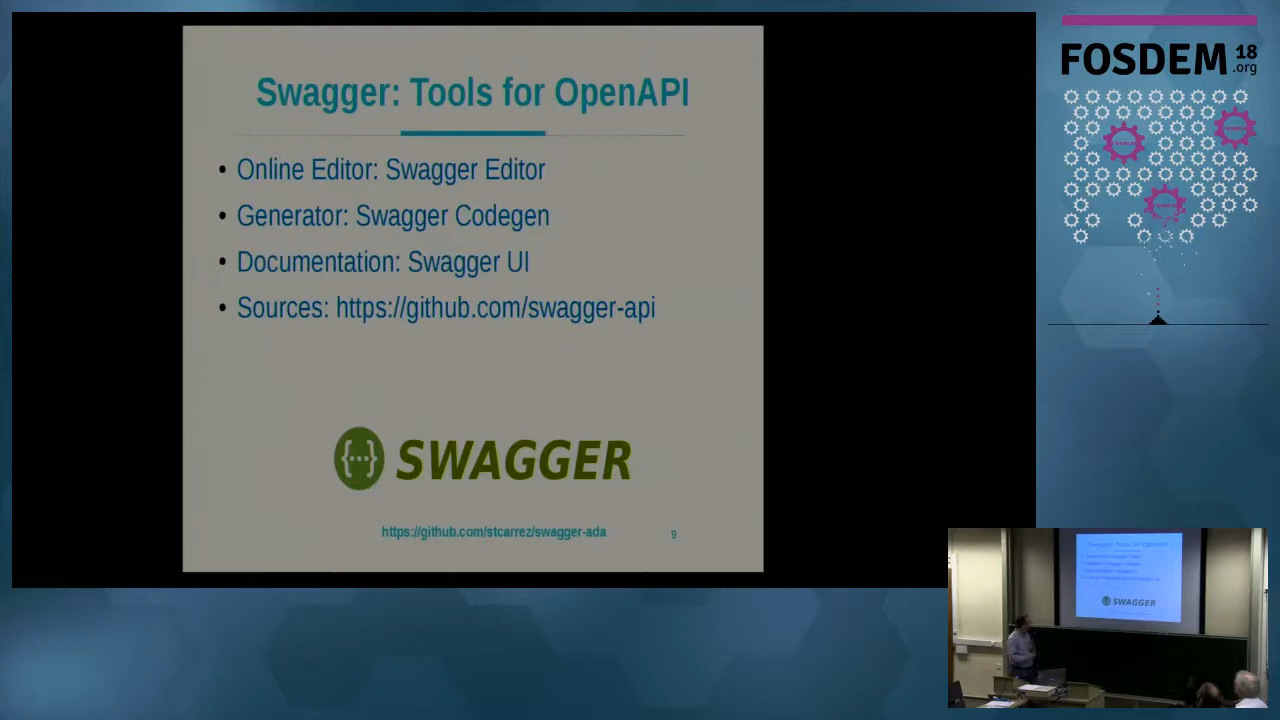 Swagger: Tools for OpenAPI
• Online Editor: Swagger Editor
• Generator: Swagger Codegen
• Documentation: Swagger UI
• Sources: https://github.com/swagger-api
{···} SWAGGER
https://github.com/stcarrez/swagger-ada
9
FOSDEM 18
.org
SWAGGER